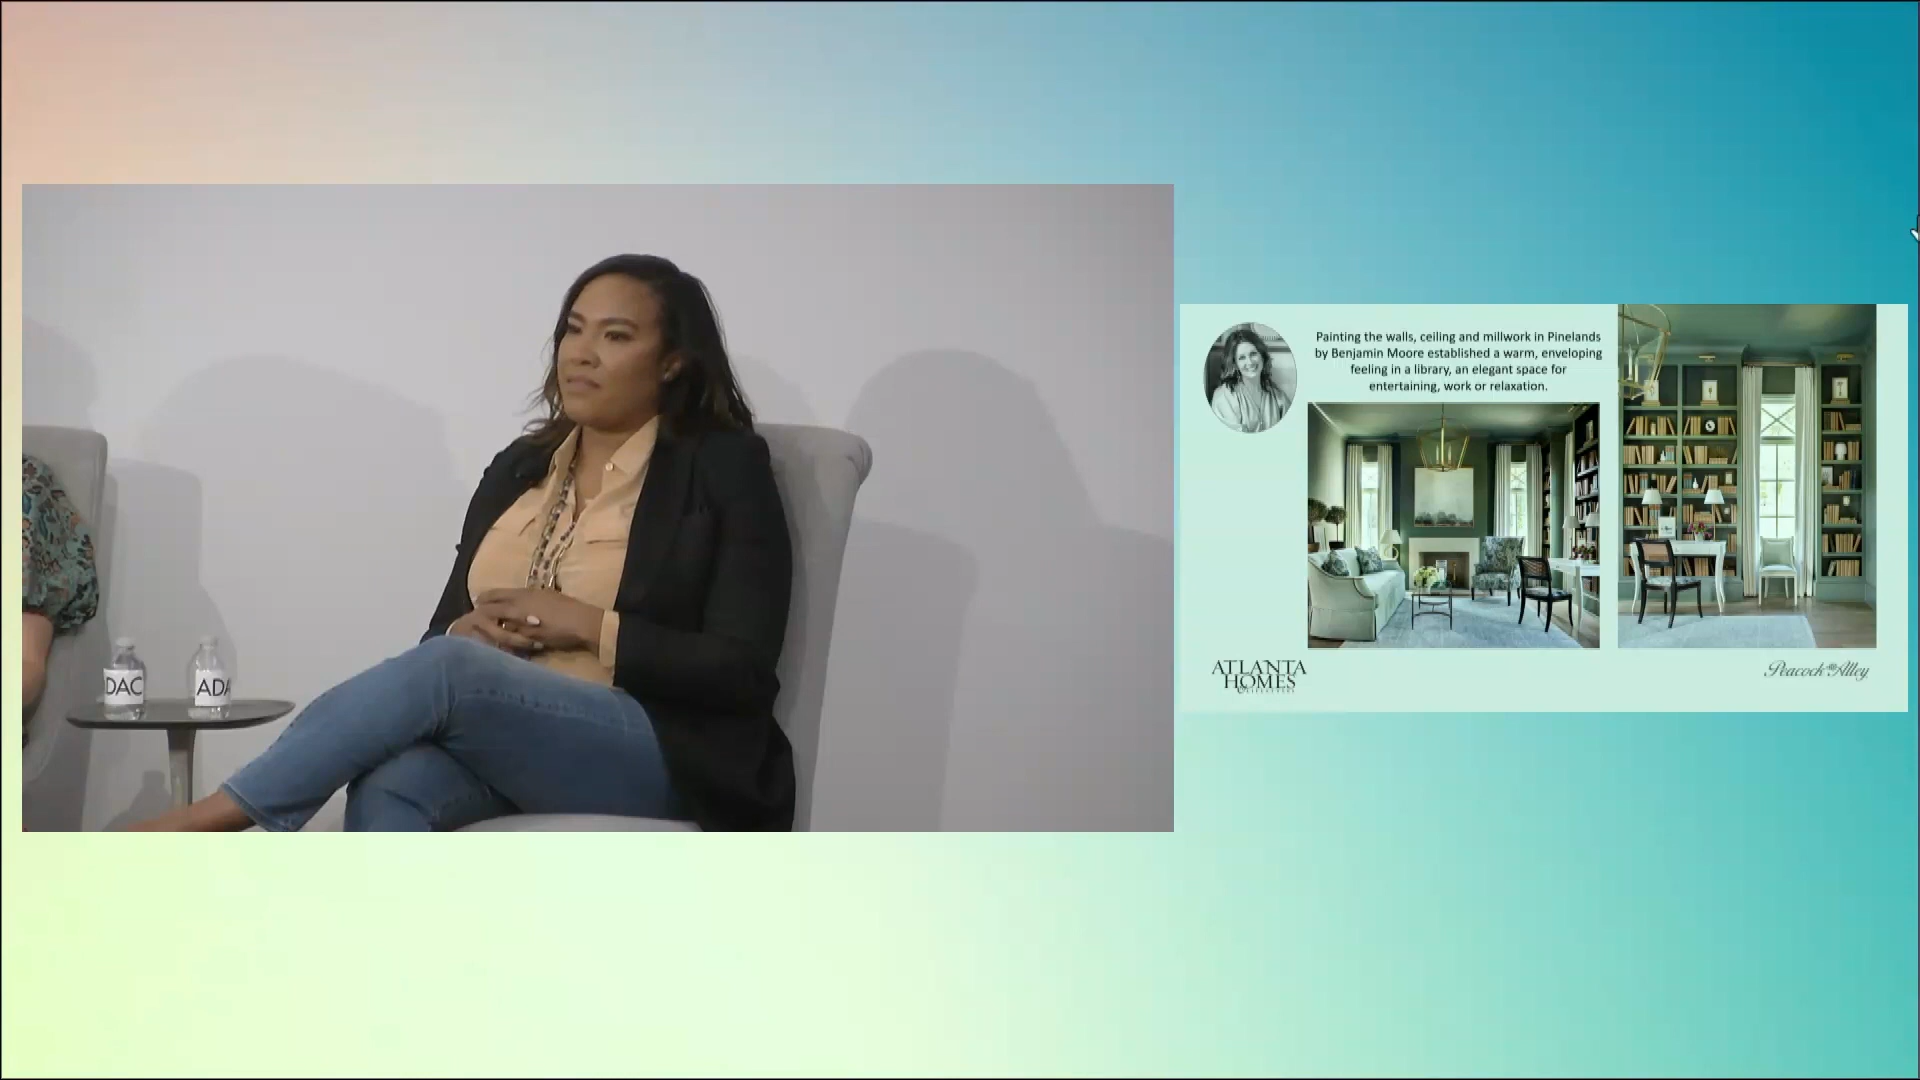 Painting the walls, ceiling and millwork in Pinelands
by Benjamin Moore established a warm, enveloping
feeling in a library, an elegant space for
entertaining, work or relaxation.
DAC
ADA
ATLANTA
HOMES
& LIFESTYLES
Peacock Alley